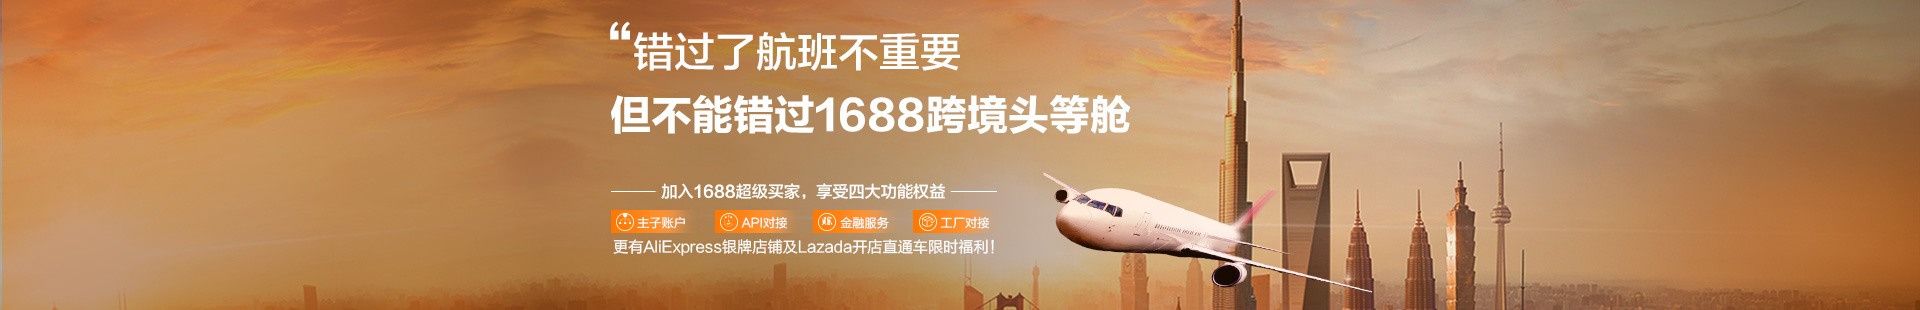 “错过了航班不重要
但不能错过1688跨境头等舱
加入1688超级买家，享受四大功能权益
主子账户 API对接 金融服务 工厂对接
更有AliExpress银牌店铺及Lazada开店直通车限时福利！